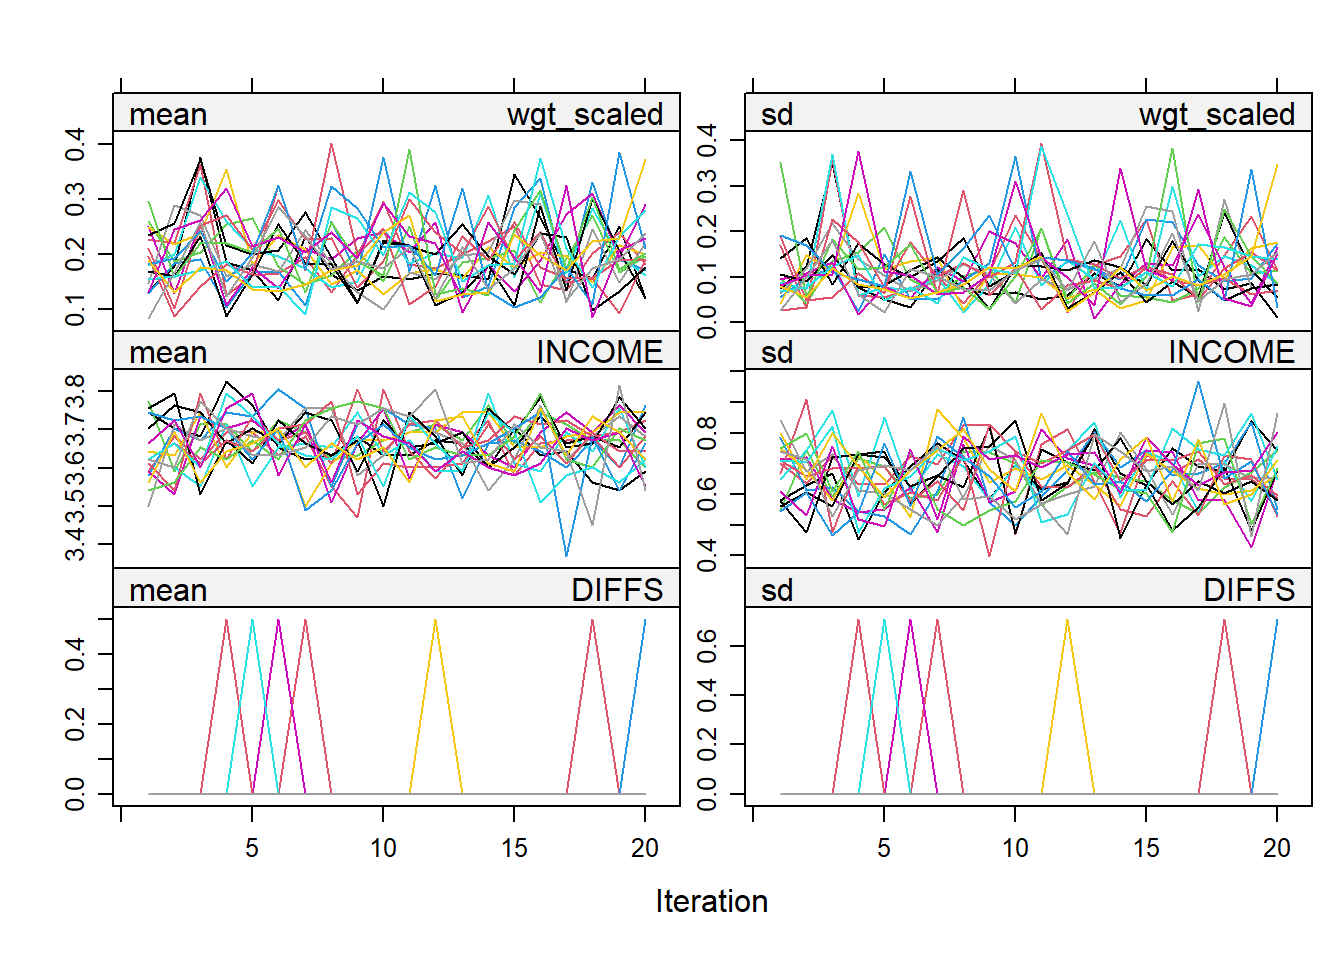 mean wgt_scaled sd wgt_scaled
0.1 0.2 0.3 0.4
0.0 0.1 0.2 0.3 0.4
mean INCOME sd INCOME
3.4 3.5 3.6 3.7 3.8
0.4 0.6 0.8
mean DIFFS sd DIFFS
0.0 0.2 0.4
0.0 0.2 0.4 0.6
5 10 15 20 5 10 15 20
Iteration